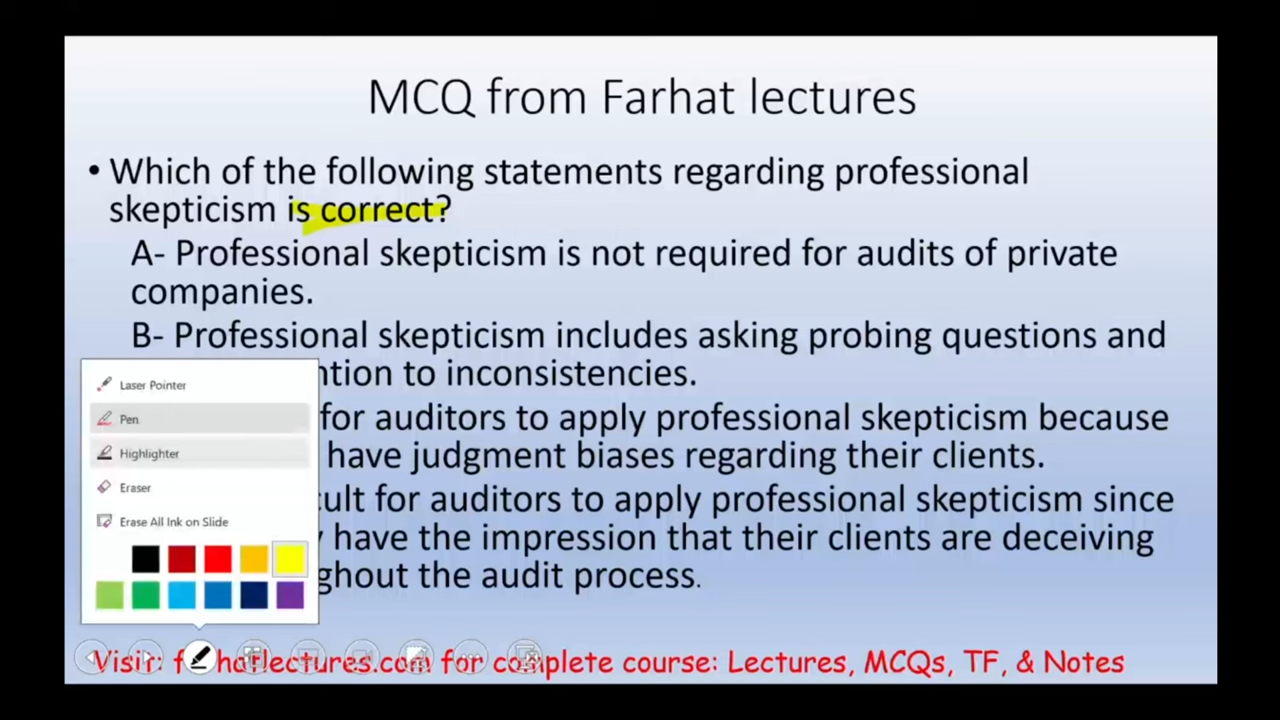 MCQ from Farhat lectures
• Which of the following statements regarding professional
skepticism is correct?
A- Professional skepticism is not required for audits of private
companies.
B- Professional skepticism includes asking probing questions and
ntion to inconsistencies.
for auditors to apply professional skepticism because
have judgment biases regarding their clients.
cult for auditors to apply professional skepticism since
have the impression that their clients are deceiving
ghout the audit process.
Laser Pointer
Pen
Highlighter
Eraser
Erase All Ink on Slide
Visit: farhatlectures.com for complete course: Lectures, MCQs, TF, & Notes